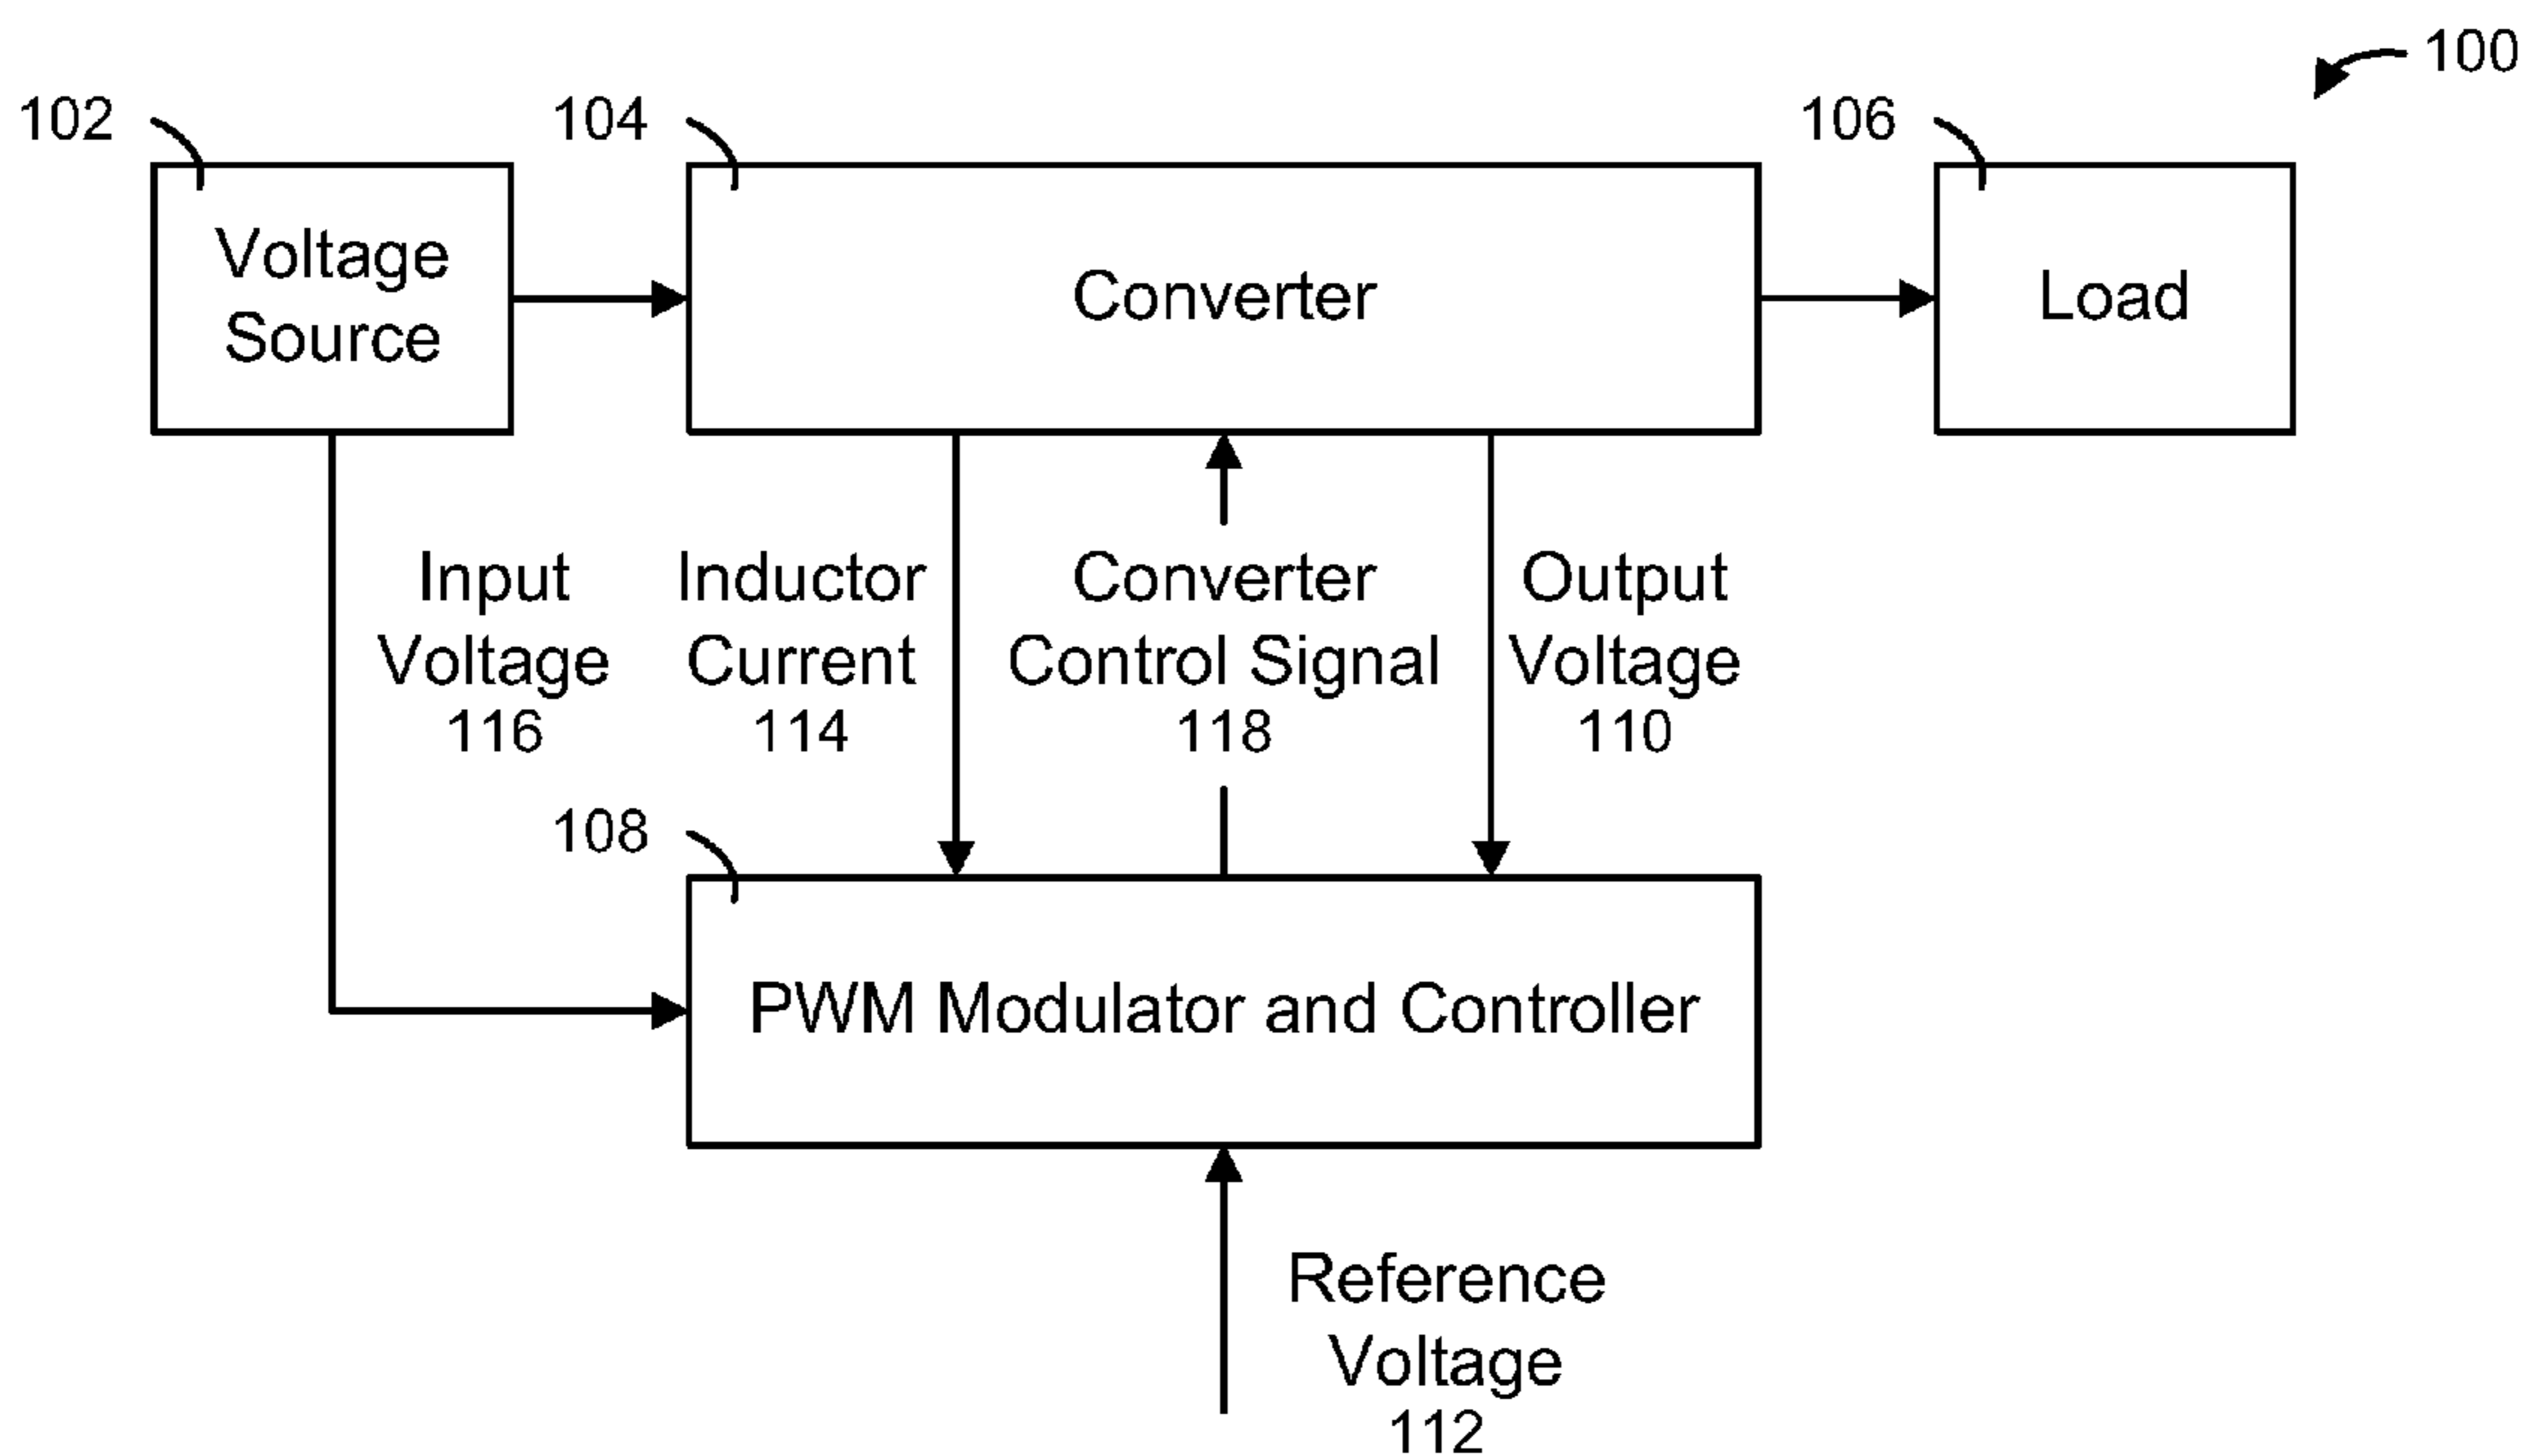 100
102
104
106
Voltage
Source
Converter
Load
Input
Voltage
116
Inductor
Current
114
Converter
Control Signal
118
Output
Voltage
110
108
PWM Modulator and Controller
Reference
Voltage
112